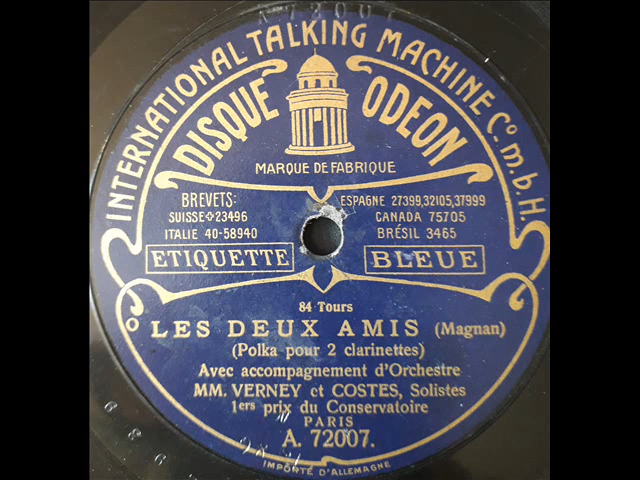 INTERNATIONAL TALKING MACHINE Co. m.b.H.
DISQUE ODEON
MARQUE DE FABRIQUE
BREVETS:
SUISSE 23496
ITALIE 40-58940
ESPAGNE 27399,32105,37999
CANADA 75705
BRÉSIL 3465
ETIQUETTE BLEUE
84 Tours
LES DEUX AMIS (Magnan)
(Polka pour 2 clarinettes)
Avec accompagnement d'Orchestre
MM. VERNEY et COSTES, Solistes
1ers prix du Conservatoire
PARIS
A. 72007.
IMPORTÉ D'ALLEMAGNE